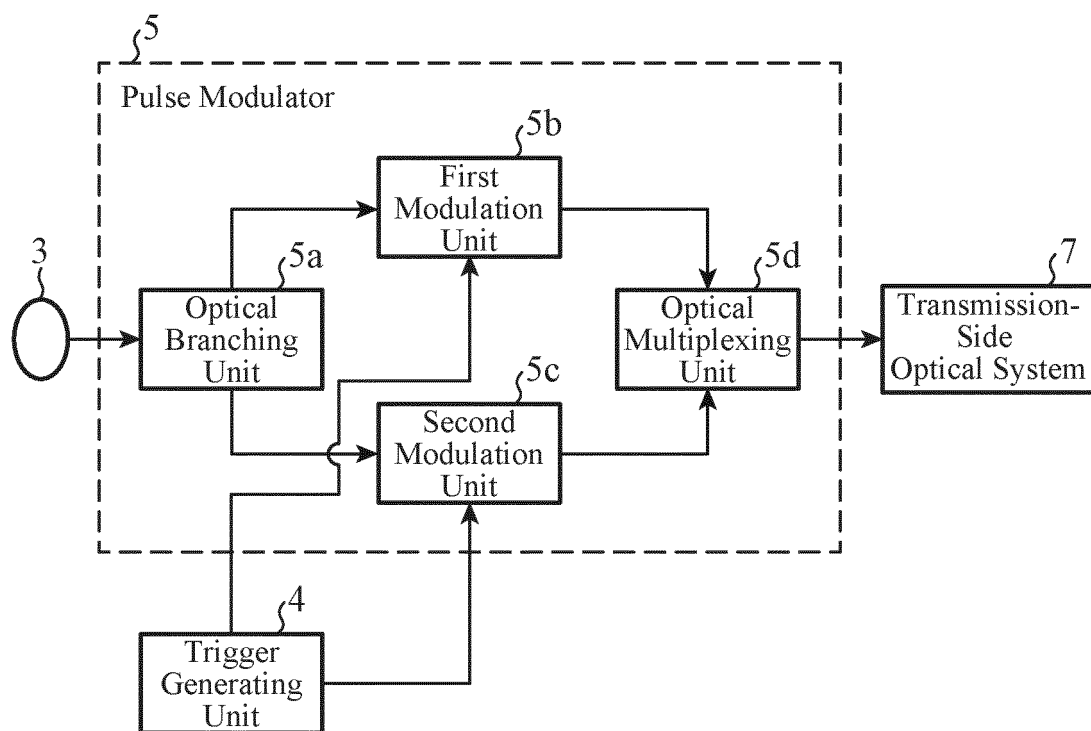 5
Pulse Modulator
5b
First
Modulation
Unit
3
5a
Optical
Branching
Unit
5d
Optical
Multiplexing
Unit
7
Transmission-
Side
Optical System
5c
Second
Modulation
Unit
4
Trigger
Generating
Unit